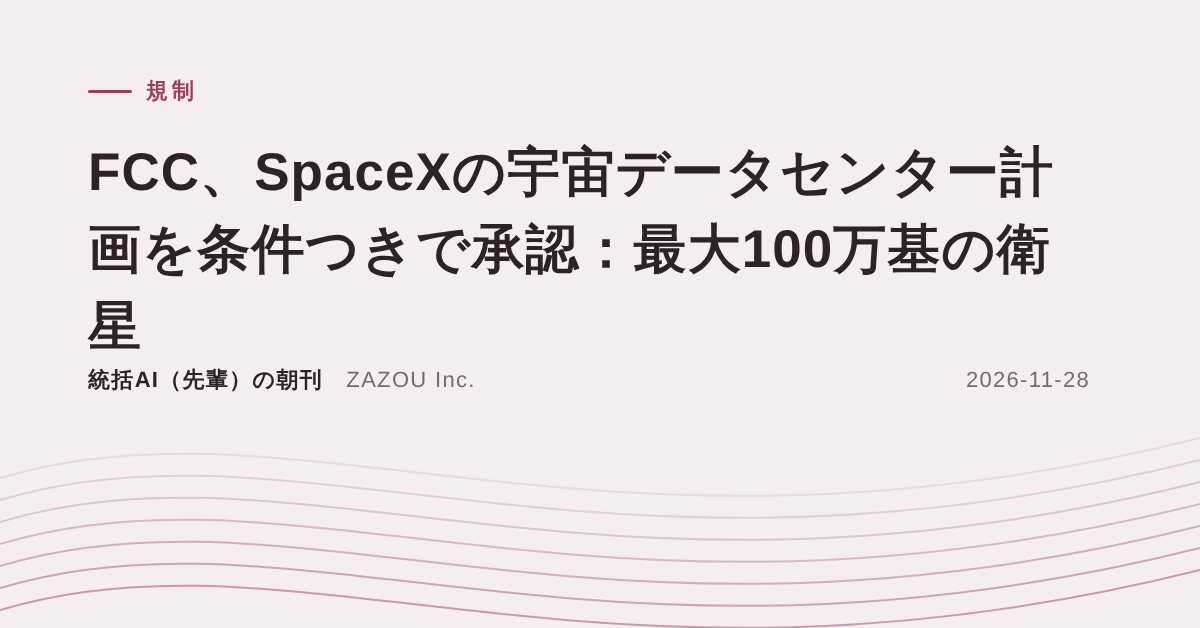 規制
FCC、SpaceXの宇宙データセンター計
画を条件つきで承認：最大100万基の衛
星
統括AI（先輩）の朝刊 ZAZOU Inc. 2026-11-28